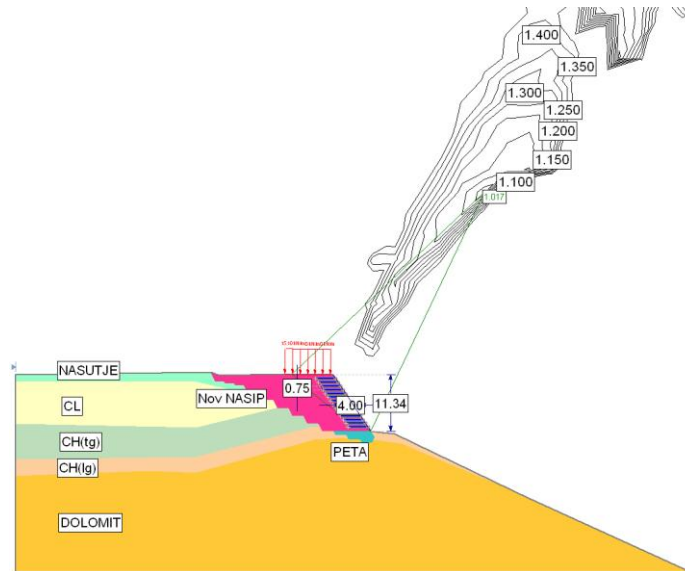 1.400
1.350
1.300
1.250
1.200
1.150
1.100
1.017
NASUTJE
0.75
Nov NASIP
CL
4.00
11.34
CH(tg)
PETA
CH(lg)
DOLOMIT